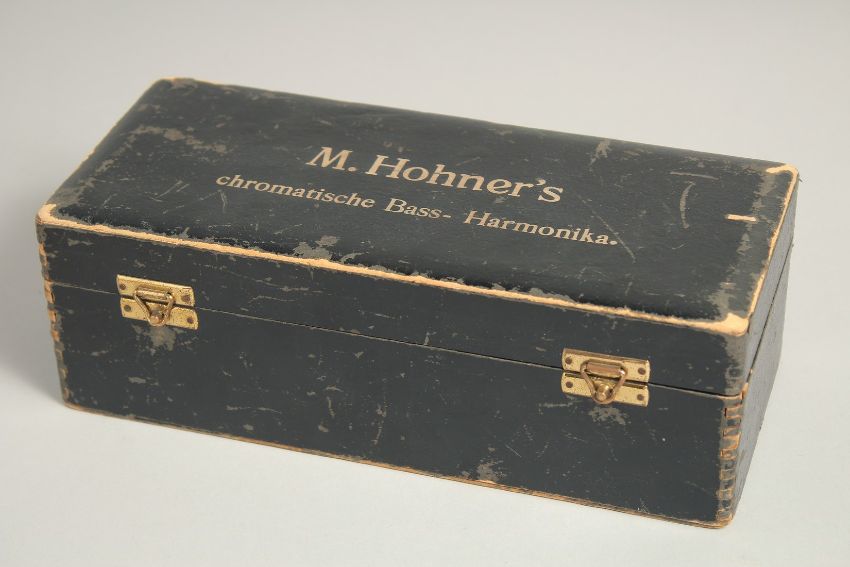 M. Hohner's
chromatische Bass- Harmonika.